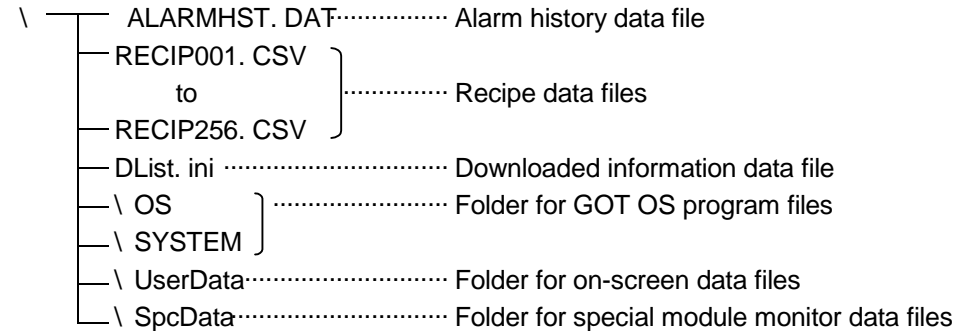 \ ALARMHST. DAT ................. Alarm history data file
RECIP001. CSV
to ................ Recipe data files
RECIP256. CSV
DList. ini ................................ Downloaded information data file
\ OS ......................... Folder for GOT OS program files
\ SYSTEM
\ UserData ............................. Folder for on-screen data files
\ SpcData ............................... Folder for special module monitor data files